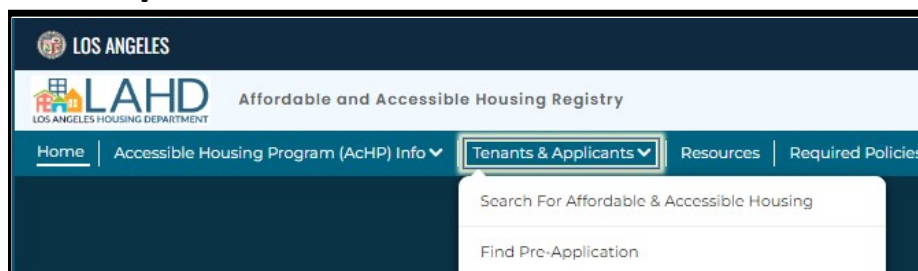 LOS ANGELES
LAHD
LOS ANGELES HOUSING DEPARTMENT
Affordable and Accessible Housing Registry
Home Accessible Housing Program (AcHP) Info Tenants & Applicants Resources Required Policies
Search For Affordable & Accessible Housing
Find Pre-Application